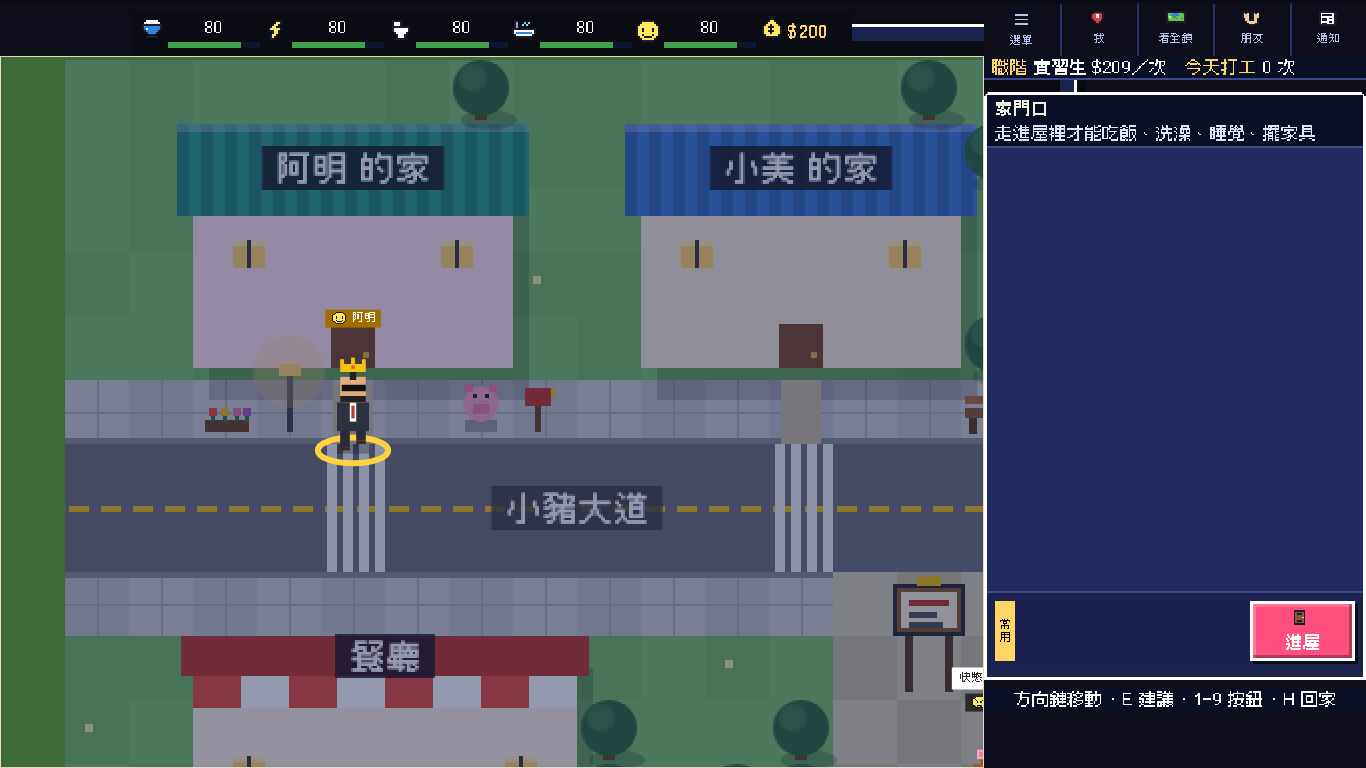 80 80 80 80 80 $200
選單 我 看全鎮 朋友 通知
職階 實習生 $209/次 今天打工 0 次
家門口
走進屋裡才能吃飯、洗澡、睡覺、擺家具
阿明 的家
小美 的家
阿明
小豬大道
餐廳
快憋
常用
進屋
方向鍵移動 · E 建議 · 1-9 按鈕 · H 回家